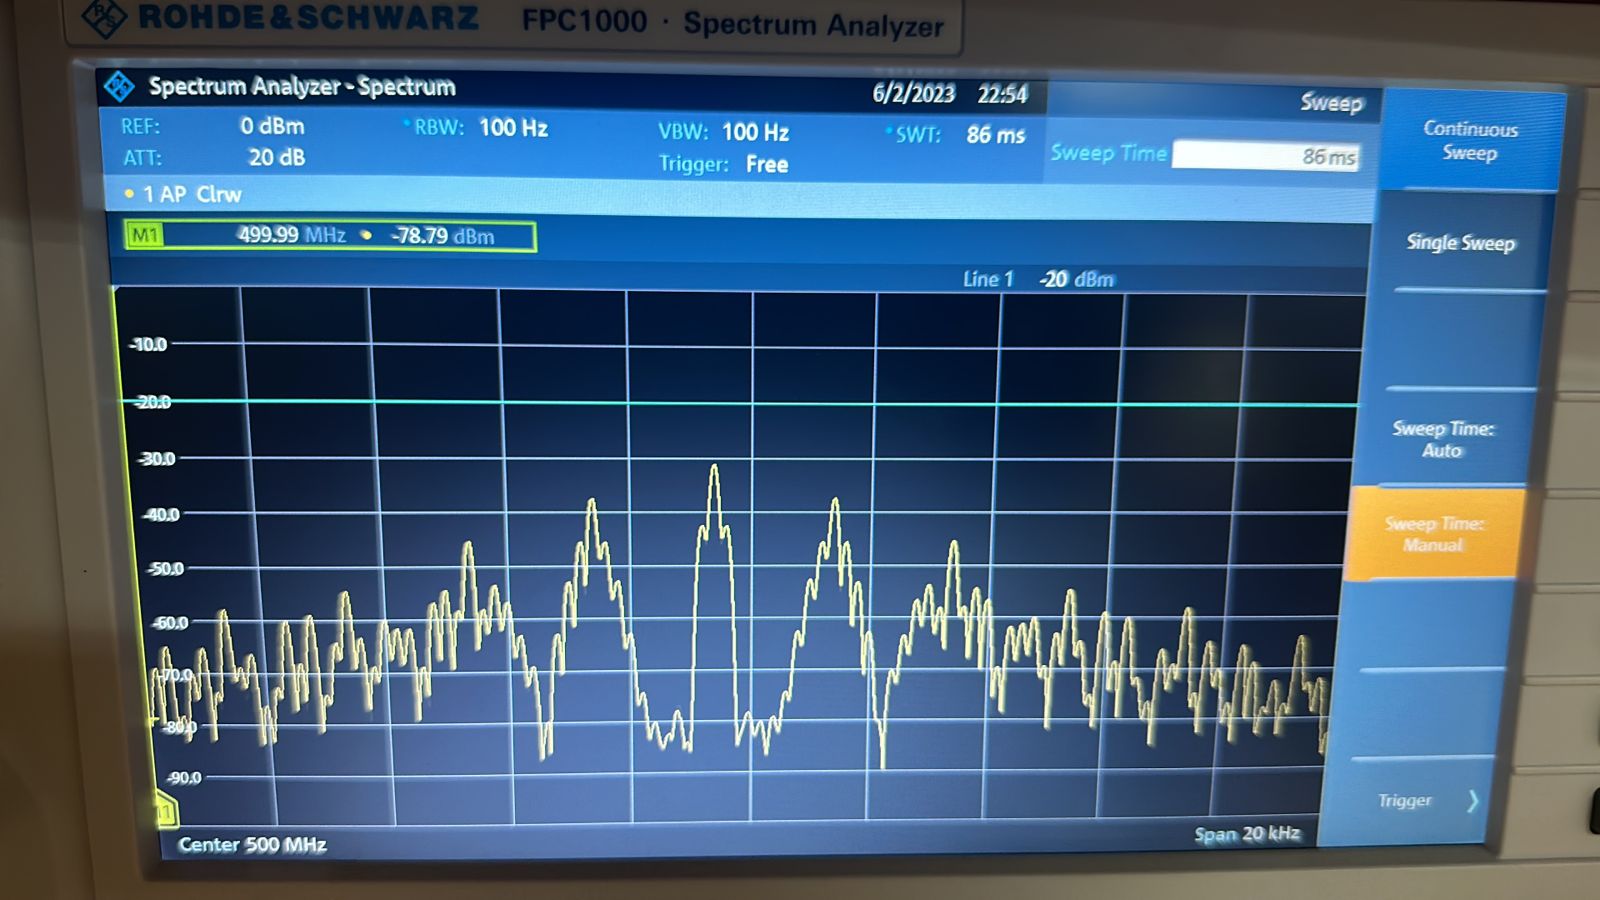 ROHDE & SCHWARZ FPC1000 · Spectrum Analyzer
Spectrum Analyzer - Spectrum 6/2/2023 22:54 Sweep
REF: 0 dBm RBW: 100 Hz VBW: 100 Hz SWT: 86 ms
ATT: 20 dB Trigger: Free Sweep Time 86 ms
1 AP Clrw
M1 499.99 MHz -78.79 dBm
Line 1 -20 dBm
-10.0
-20.0
-30.0
-40.0
-50.0
-60.0
-70.0
-80.0
-90.0
1
Center 500 MHz Span 20 kHz
Continuous
Sweep
Single Sweep
Sweep Time:
Auto
Sweep Time:
Manual
Trigger